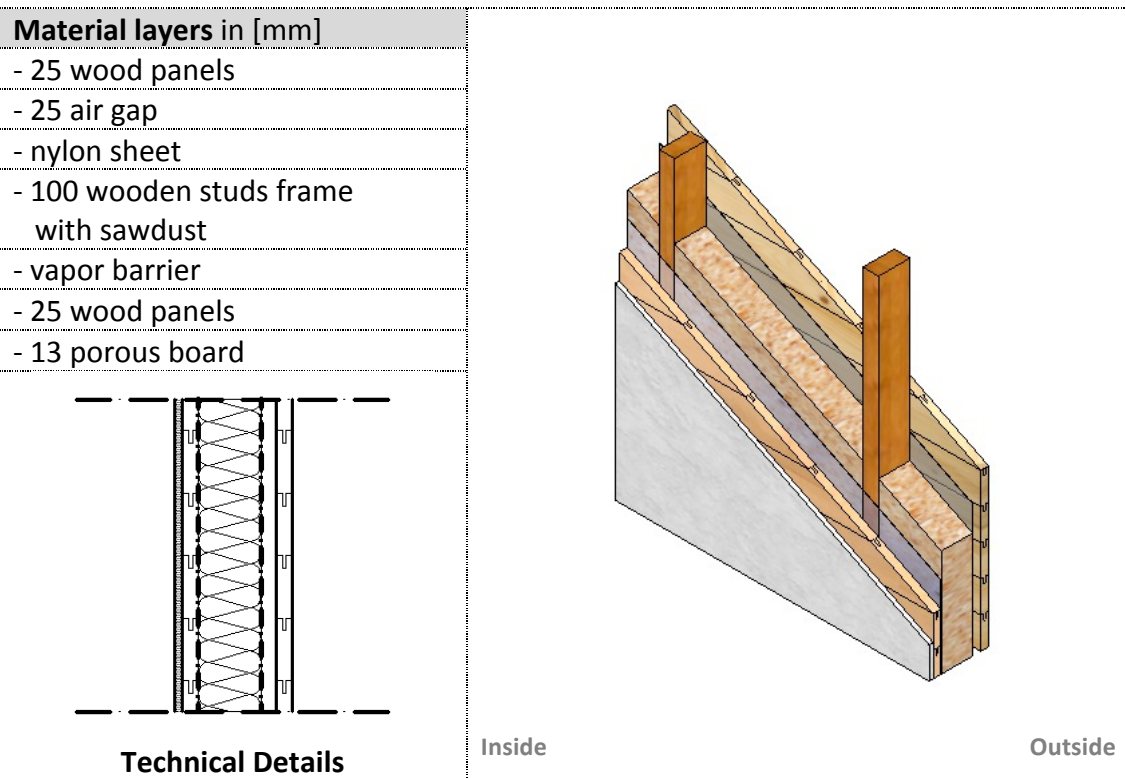 Material layers in [mm]
- 25 wood panels
- 25 air gap
- nylon sheet
- 100 wooden studs frame
with sawdust
- vapor barrier
- 25 wood panels
- 13 porous board
Technical Details
Inside
Outside